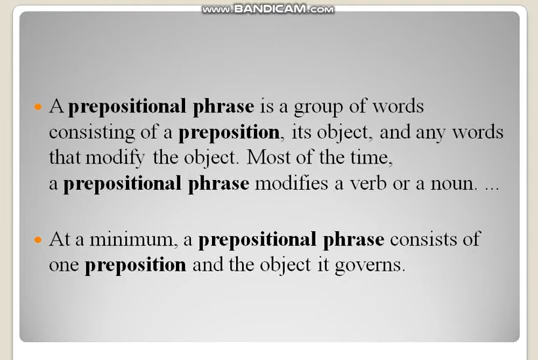 www.BANDICAM.com
• A prepositional phrase is a group of words
consisting of a preposition, its object, and any words
that modify the object. Most of the time,
a prepositional phrase modifies a verb or a noun. ...
• At a minimum, a prepositional phrase consists of
one preposition and the object it governs.